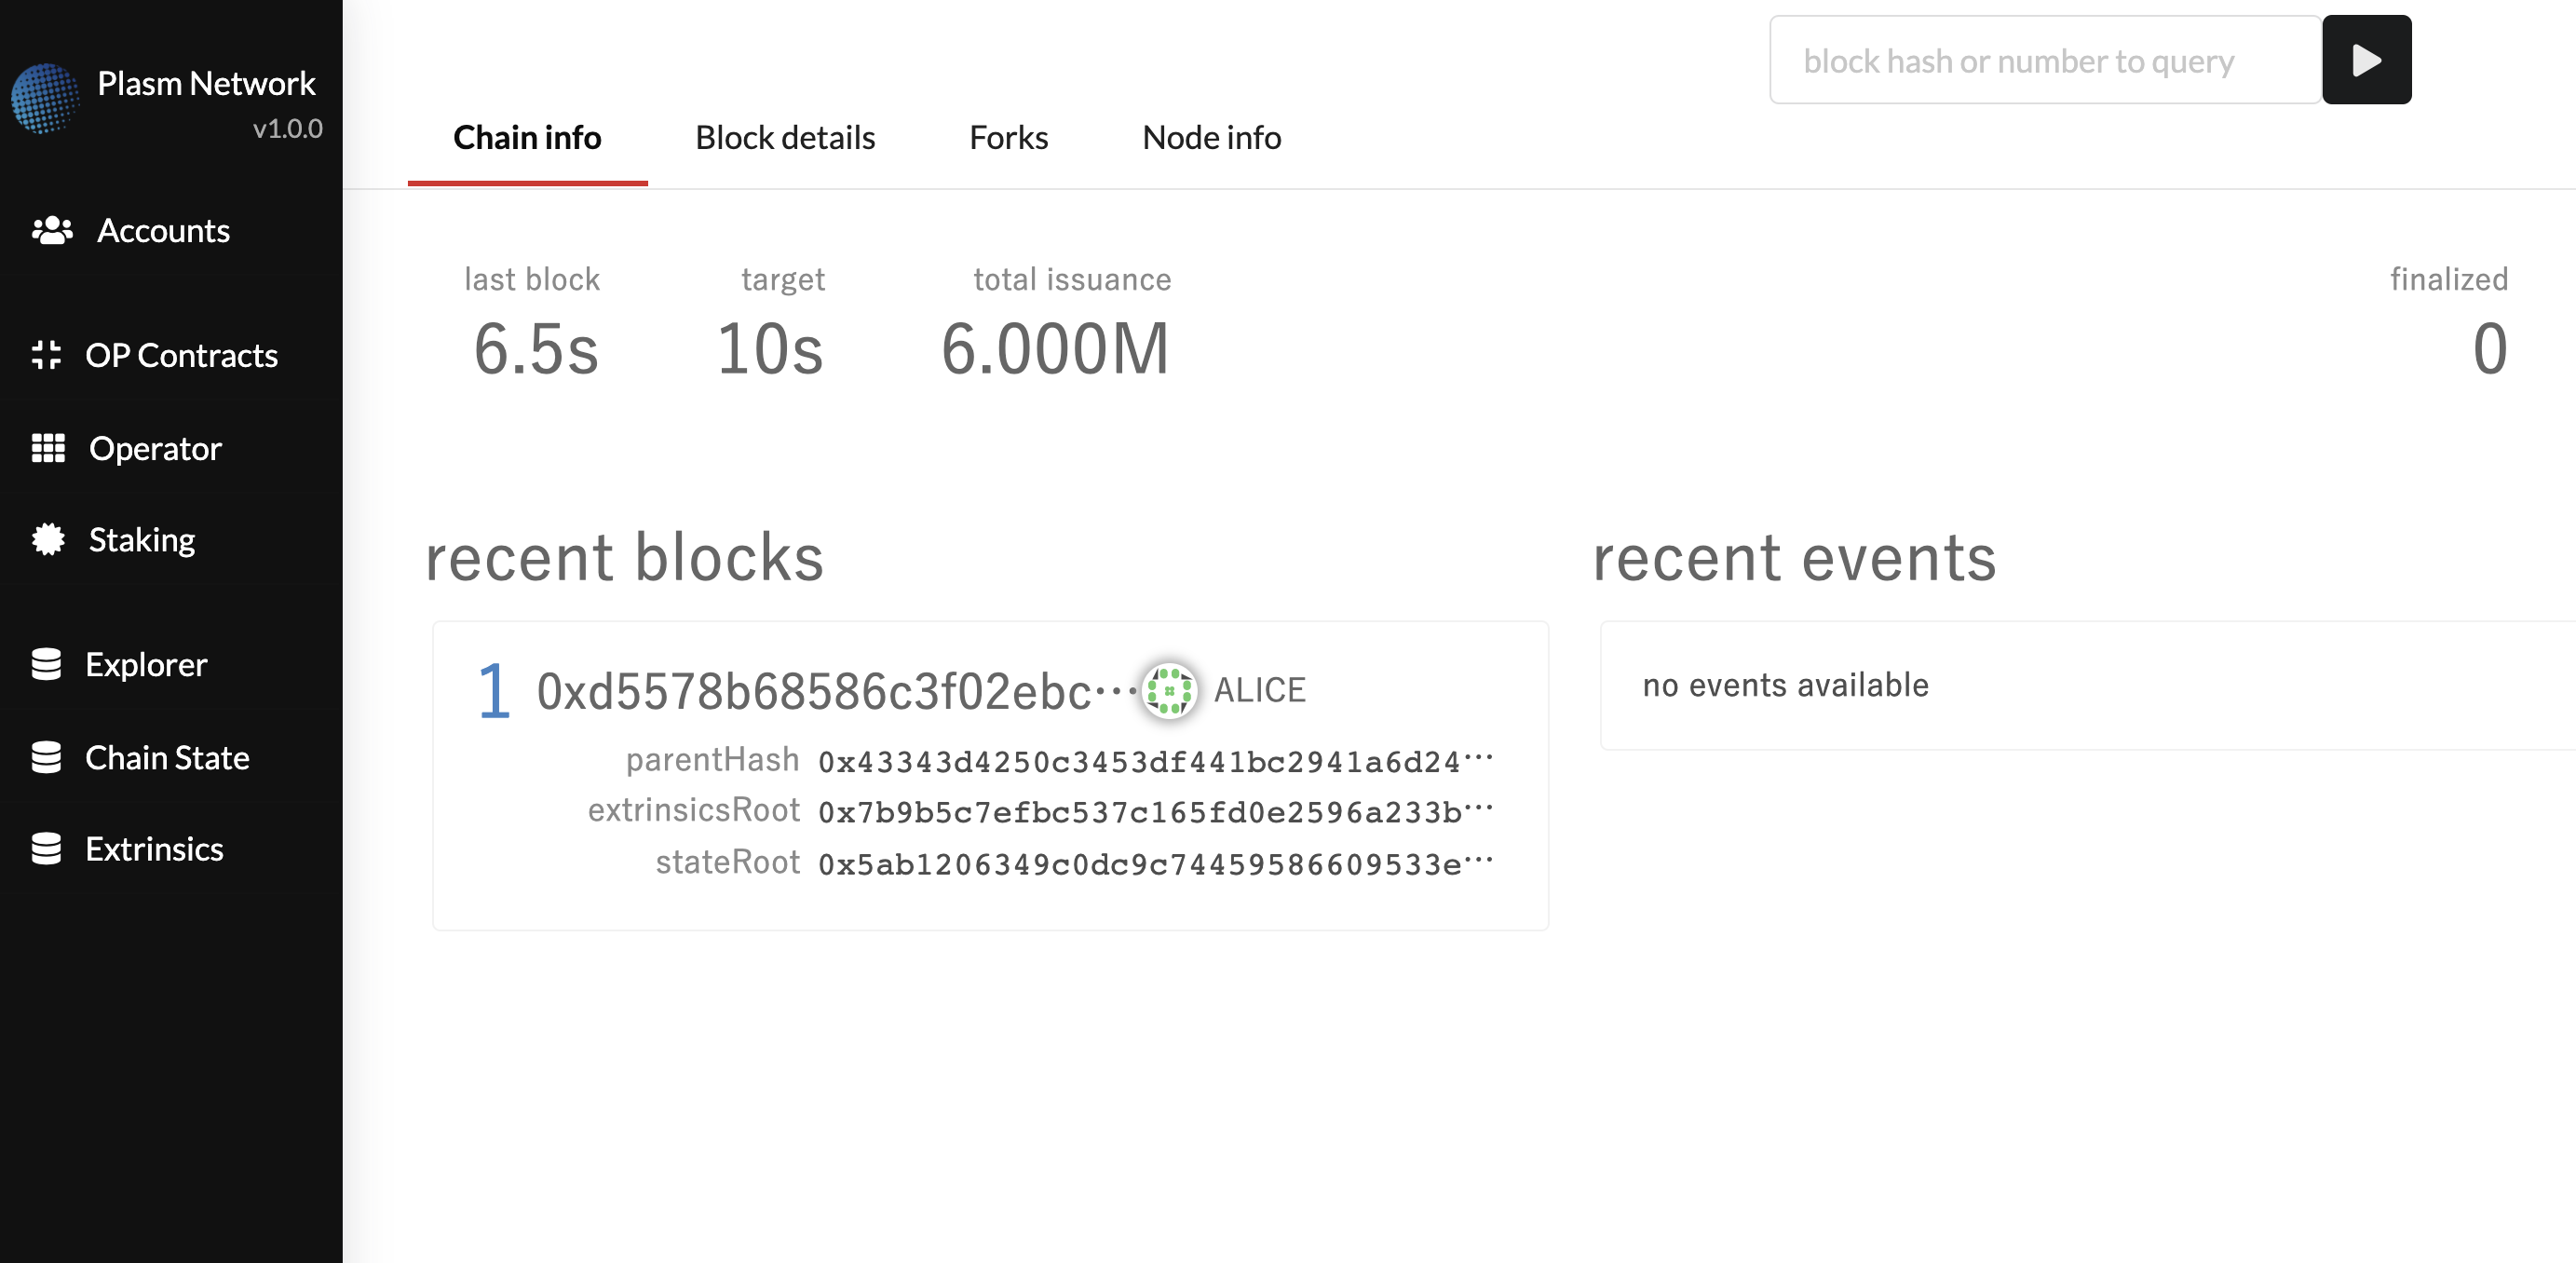 Plasm Network
v1.0.0
Accounts
OP Contracts
Operator
Staking
Explorer
Chain State
Extrinsics
block hash or number to query
Chain info Block details Forks Node info
last block target total issuance finalized
6.5s 10s 6.000M 0
recent blocks
1 0xd5578b68586c3f02ebc… ALICE
parentHash 0x43343d4250c3453df441bc2941a6d24…
extrinsicsRoot 0x7b9b5c7efbc537c165fd0e2596a233b…
stateRoot 0x5ab1206349c0dc9c74459586609533e…
recent events
no events available